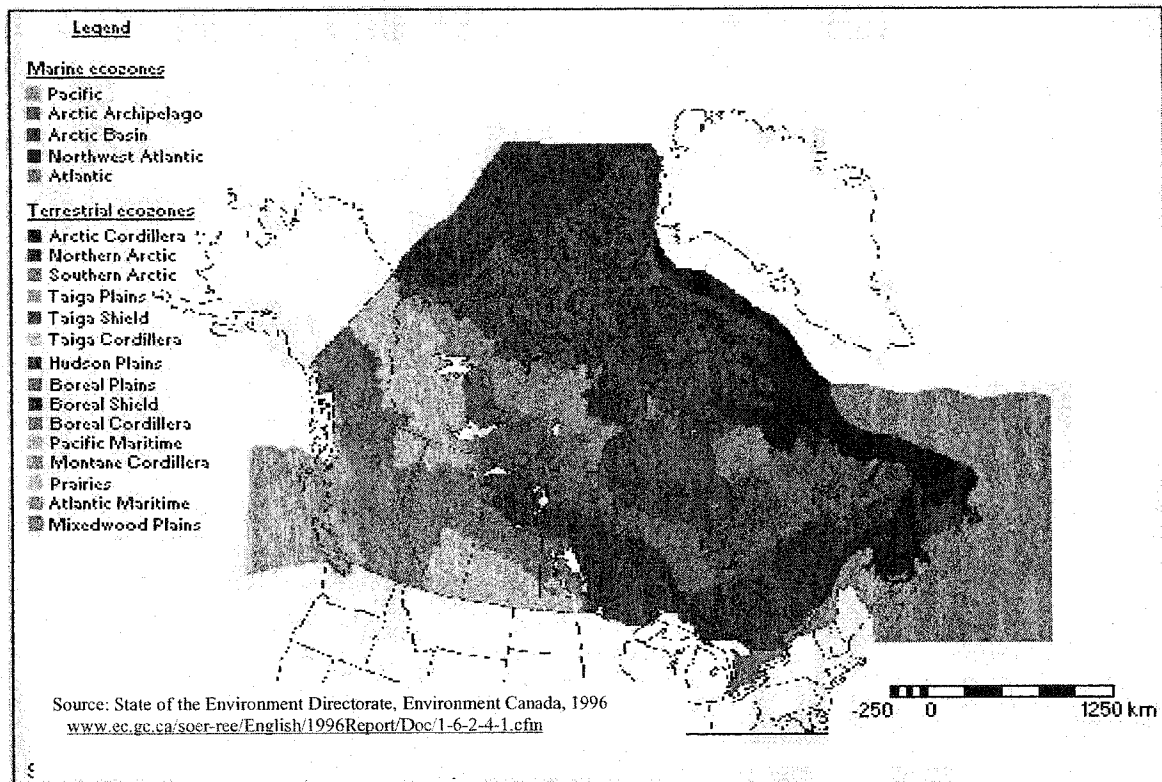 Legend
Marine ecozones
Pacific
Arctic Archipelago
Arctic Basin
Northwest Atlantic
Atlantic
Terrestrial ecozones
Arctic Cordillera
Northern Arctic
Southern Arctic
Taiga Plains
Taiga Shield
Taiga Cordillera
Hudson Plains
Boreal Plains
Boreal Shield
Boreal Cordillera
Pacific Maritime
Montane Cordillera
Prairies
Atlantic Maritime
Mixedwood Plains
Source: State of the Environment Directorate, Environment Canada, 1996
www.ec.gc.ca/soer-ree/English/1996Report/Doc/1-6-2-4-1.cfm
-250 0 1250 km